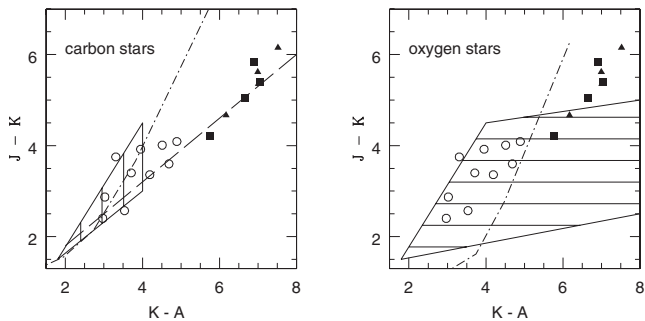 carbon stars
J - K
6
4
2
2 4 6 8
K - A
oxygen stars
J - K
6
4
2
2 4 6 8
K - A